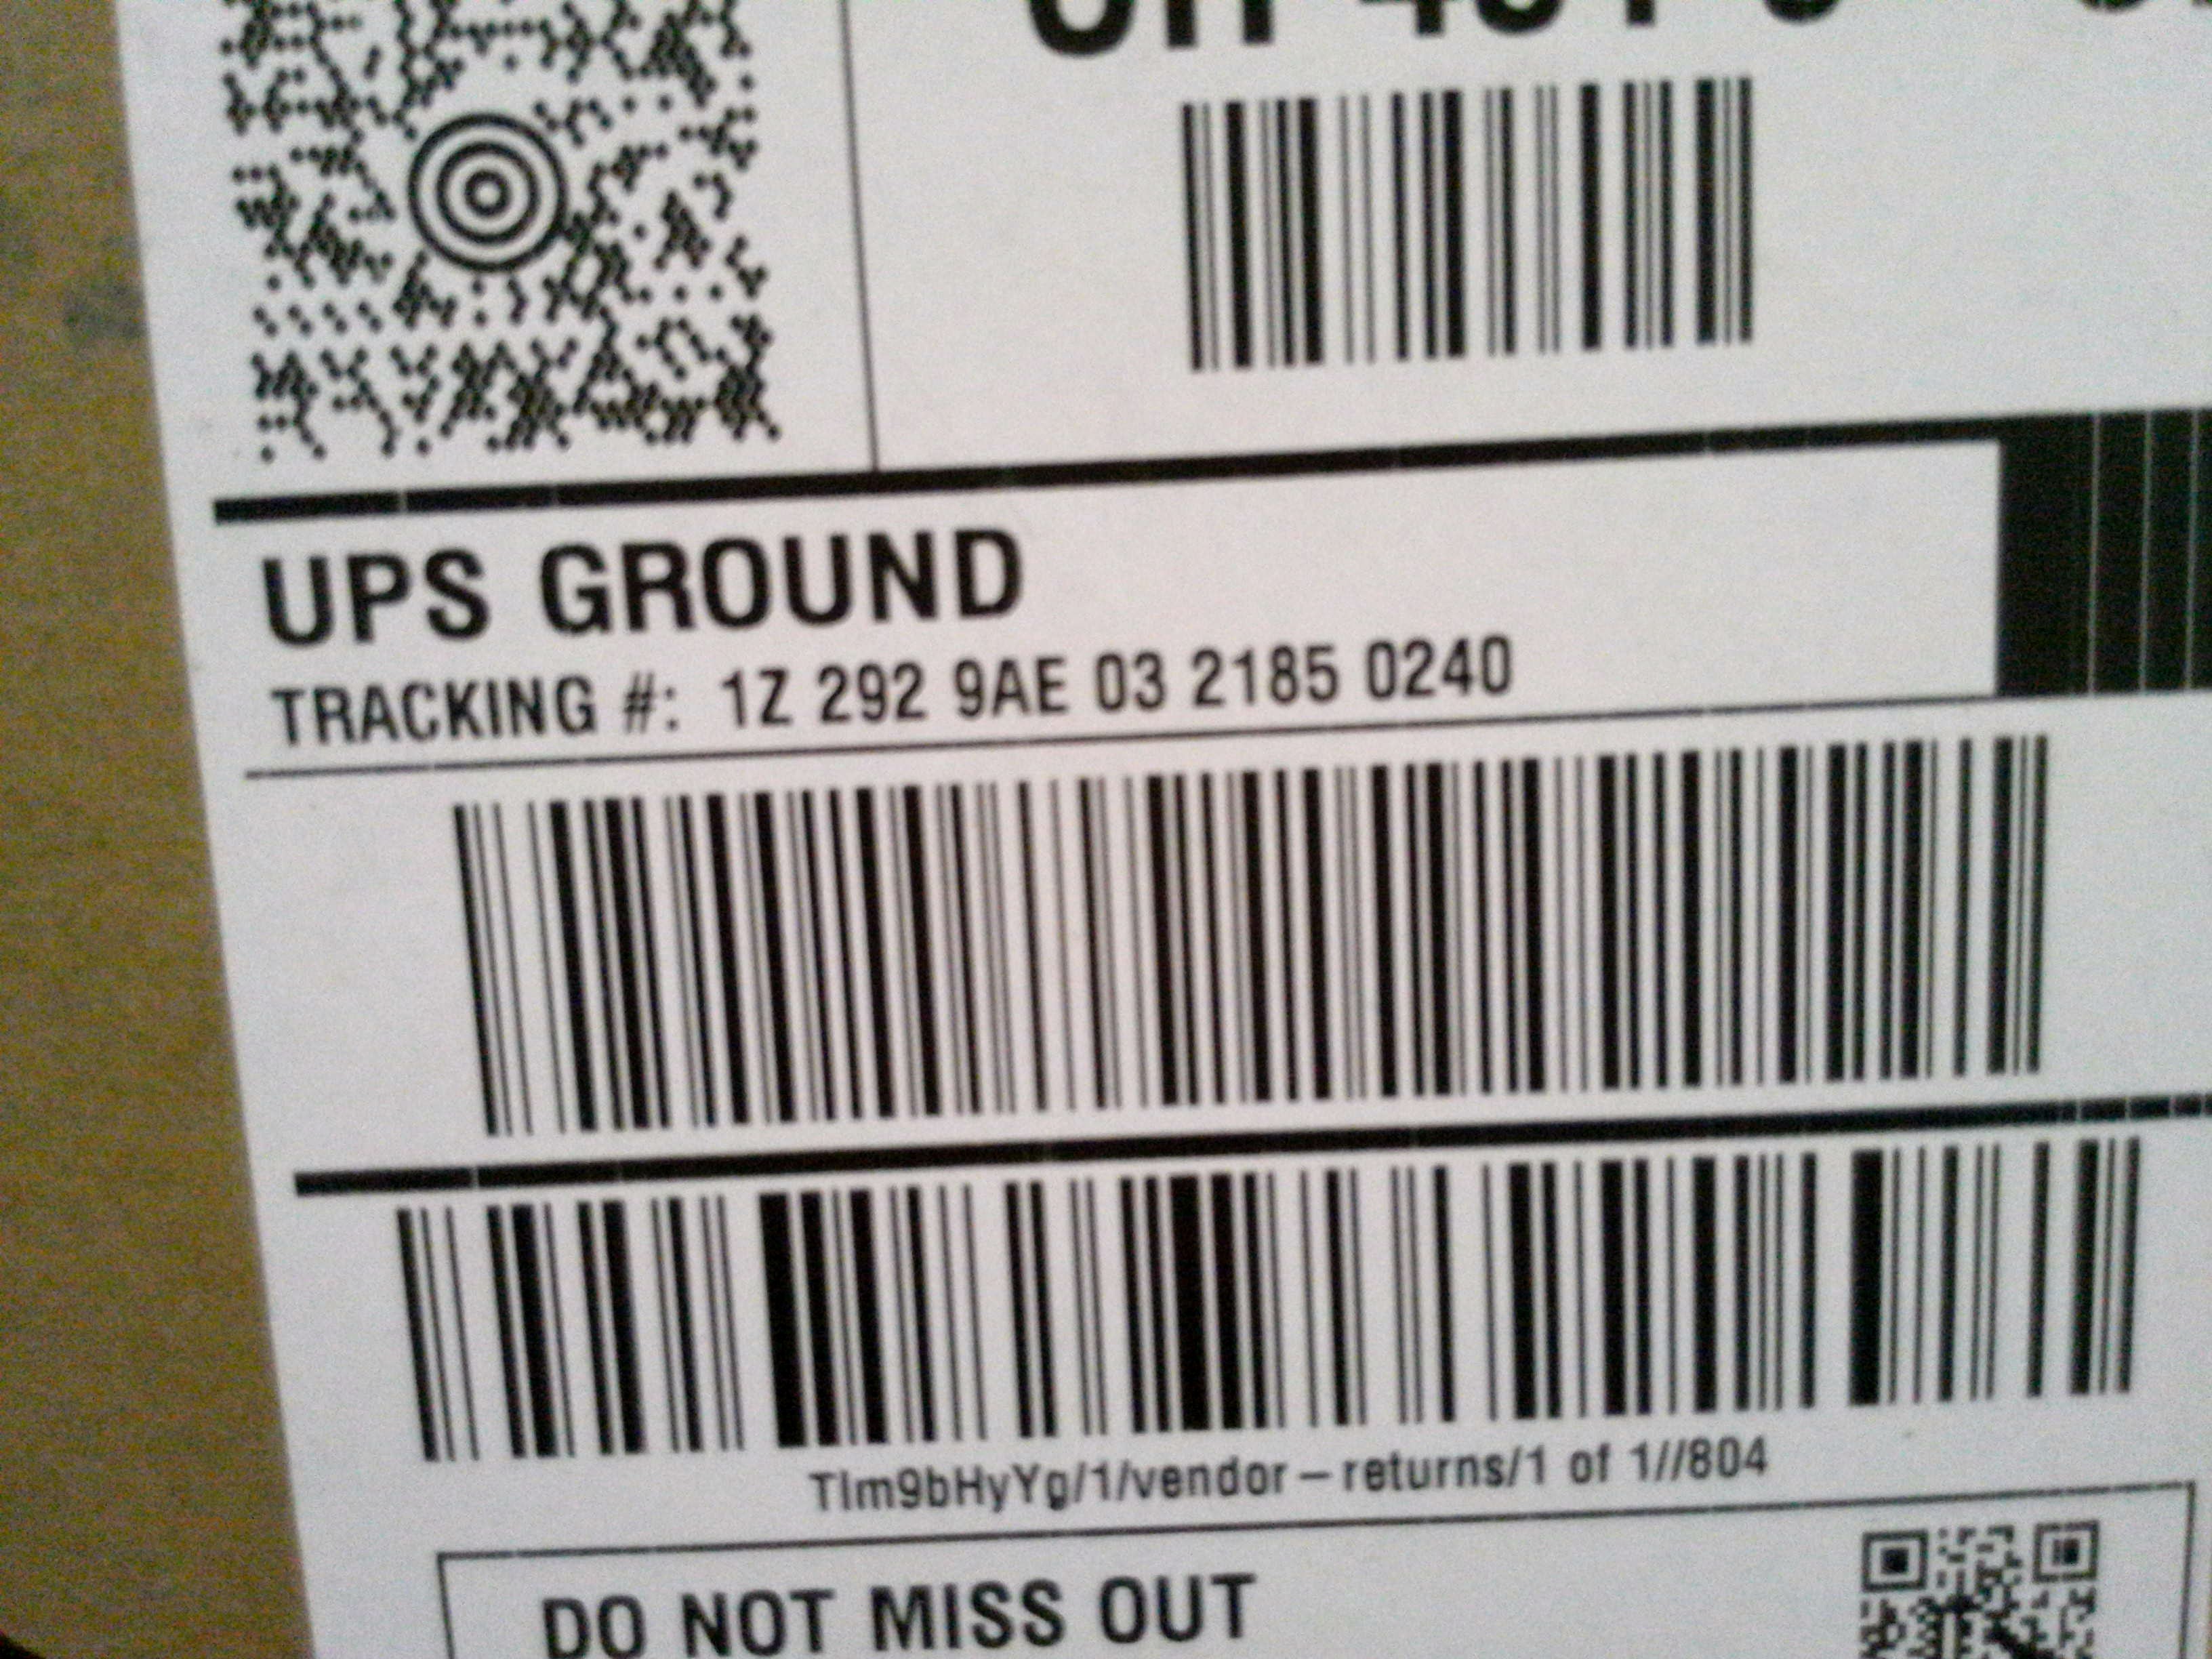 UPS GROUND
TRACKING #: 1Z 292 9AE 03 2185 0240
TIm9bHyYg/1/vendor – returns/1 of 1//804
DO NOT MISS OUT